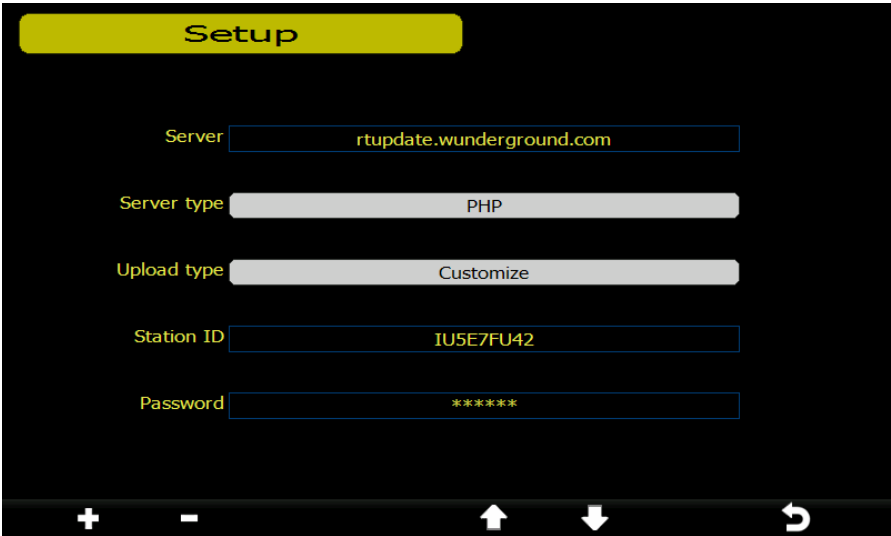 Setup
Server rtupdate.wunderground.com
Server type PHP
Upload type Customize
Station ID IU5E7FU42
Password ******